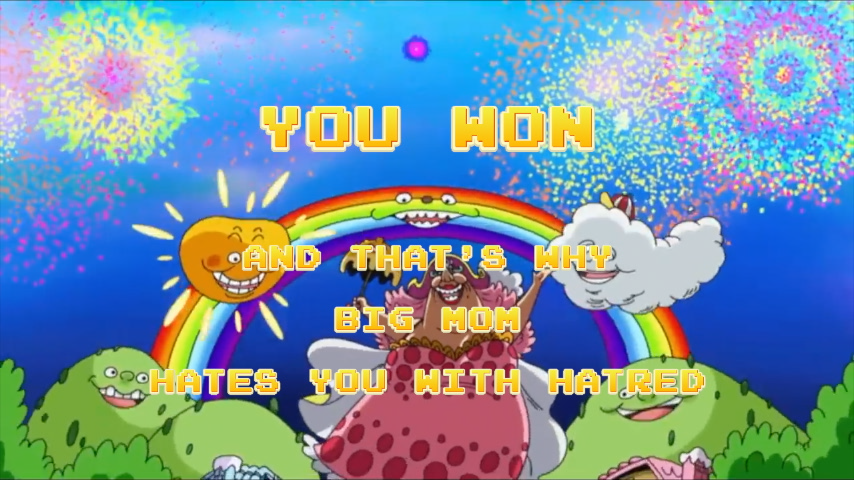 YOU WON
AND THAT'S WHY
BIG MOM
HATES YOU WITH HATRED